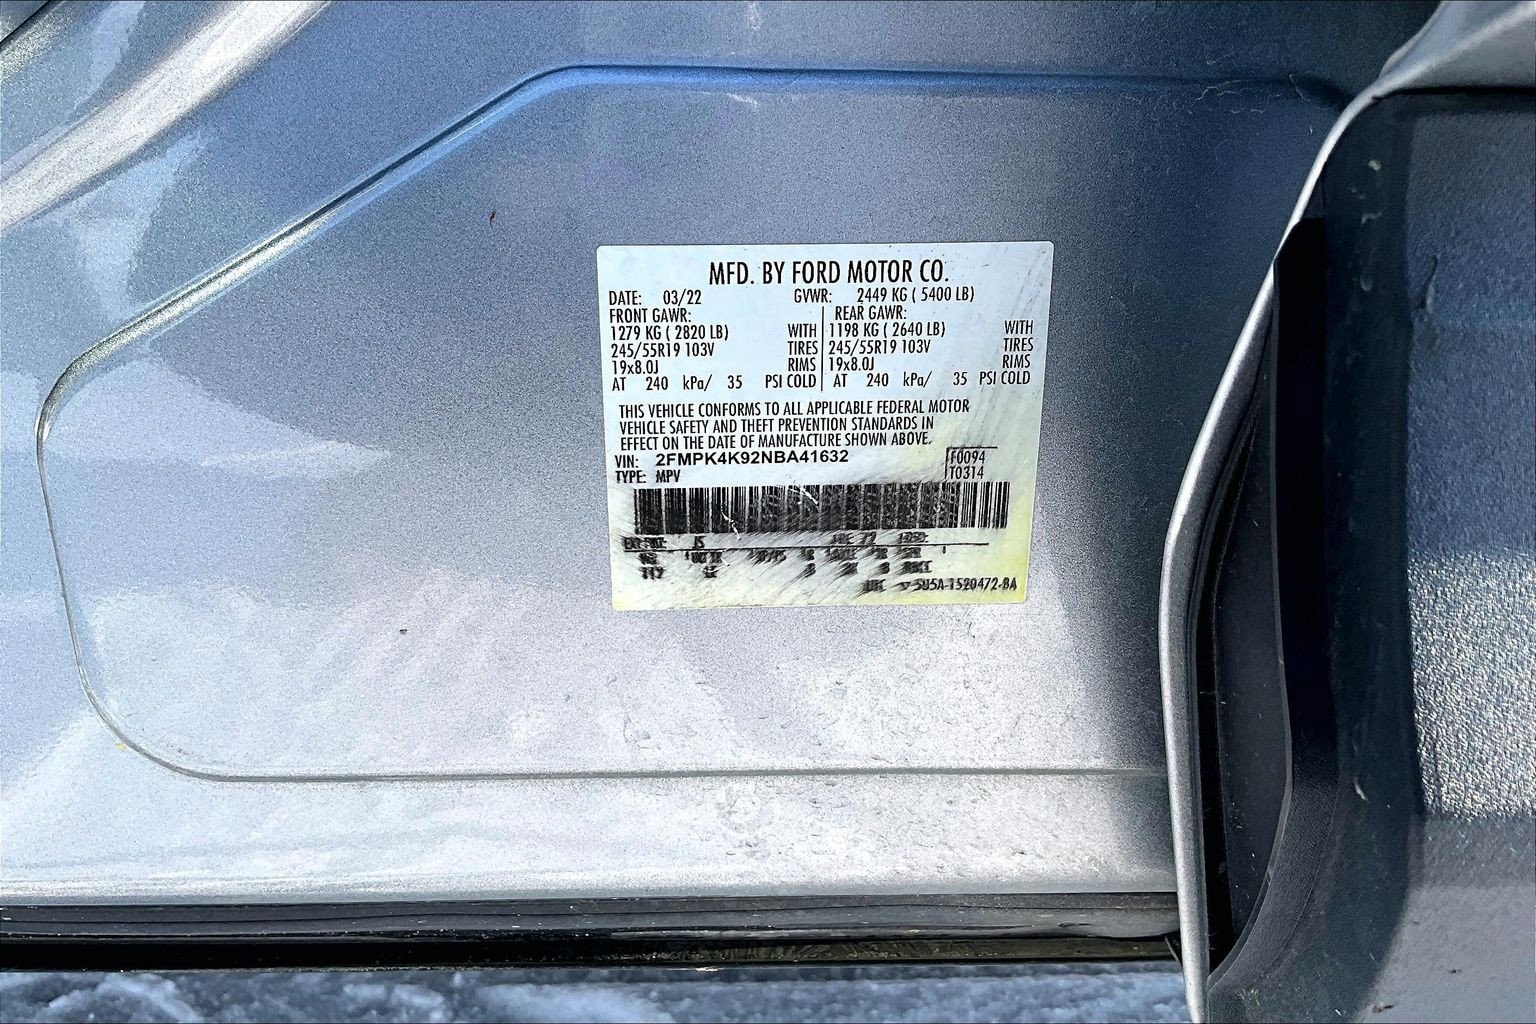 MFD. BY FORD MOTOR CO.
DATE: 03/22 GVWR: 2449 KG ( 5400 LB)
FRONT GAWR: REAR GAWR:
1279 KG ( 2820 LB) WITH 1198 KG ( 2640 LB) WITH
245/55R19 103V TIRES 245/55R19 103V TIRES
19x8.0J RIMS 19x8.0J RIMS
AT 240 kPa/ 35 PSI COLD AT 240 kPa/ 35 PSI COLD
THIS VEHICLE CONFORMS TO ALL APPLICABLE FEDERAL MOTOR
VEHICLE SAFETY AND THEFT PREVENTION STANDARDS IN
EFFECT ON THE DATE OF MANUFACTURE SHOWN ABOVE.
VIN: 2FMPK4K92NBA41632 F0094
TYPE: MPV T0314
5U5A-1520472-BA